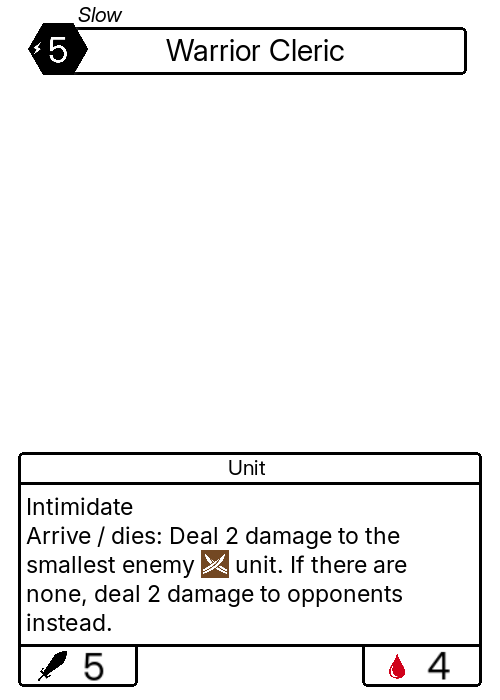 Slow
5 Warrior Cleric
Unit
Intimidate
Arrive / dies: Deal 2 damage to the
smallest enemy unit. If there are
none, deal 2 damage to opponents
instead.
5 4